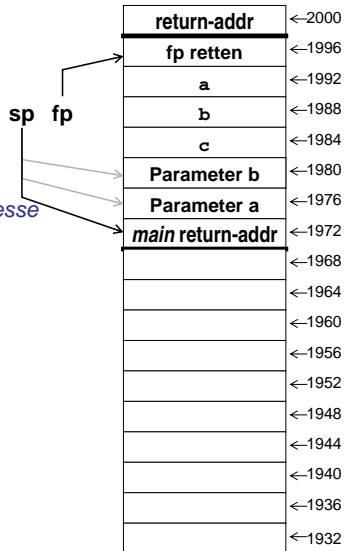 return-addr ←2000
fp retten ←1996
a ←1992
b ←1988
sp fp
c ←1984
Parameter b ←1980
Parameter a ←1976
esse
main return-addr ←1972
←1968
←1964
←1960
←1956
←1952
←1948
←1944
←1940
←1936
←1932